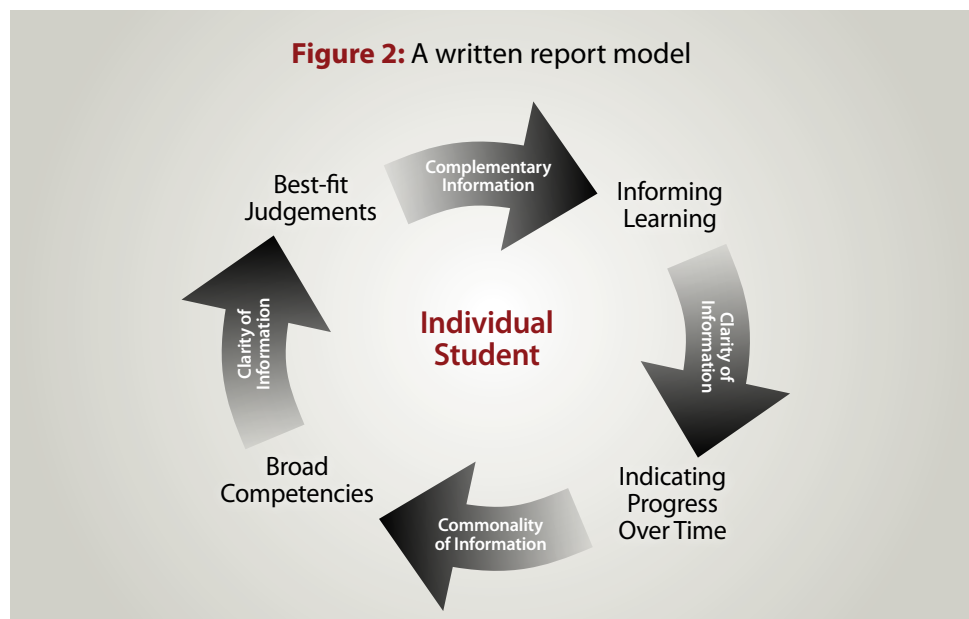 Figure 2: A written report model
Best-fit
Judgements
Complementary
Information
Informing
Learning
Clarity of
Information
Indicating
Progress
Over Time
Commonality
of Information
Broad
Competencies
Clarity of
Information
Individual
Student